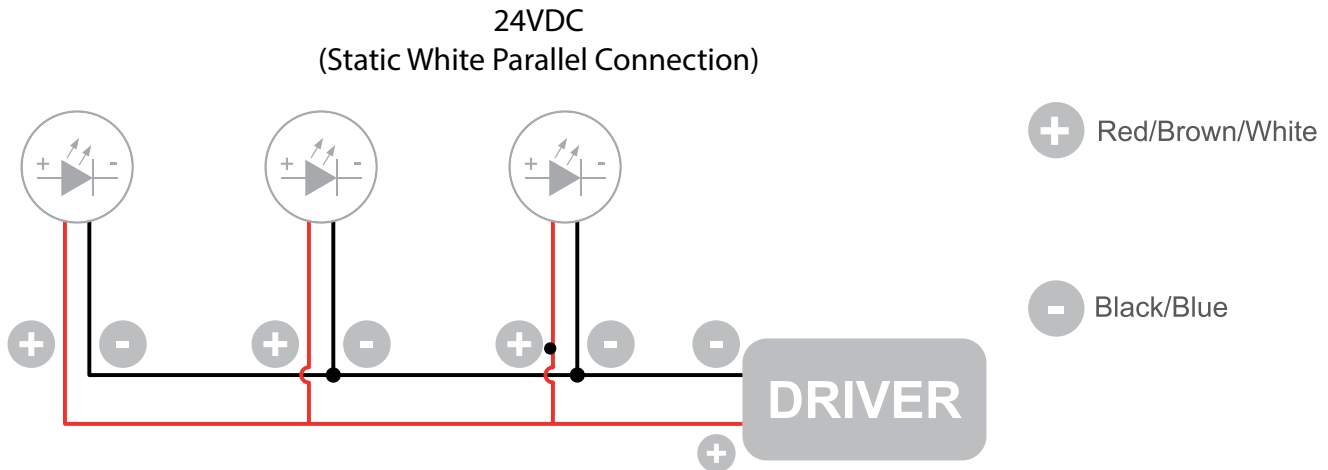 24VDC
(Static White Parallel Connection)
+ - + - + -
+ Red/Brown/White
- Black/Blue
+ - + - + - -
DRIVER
+